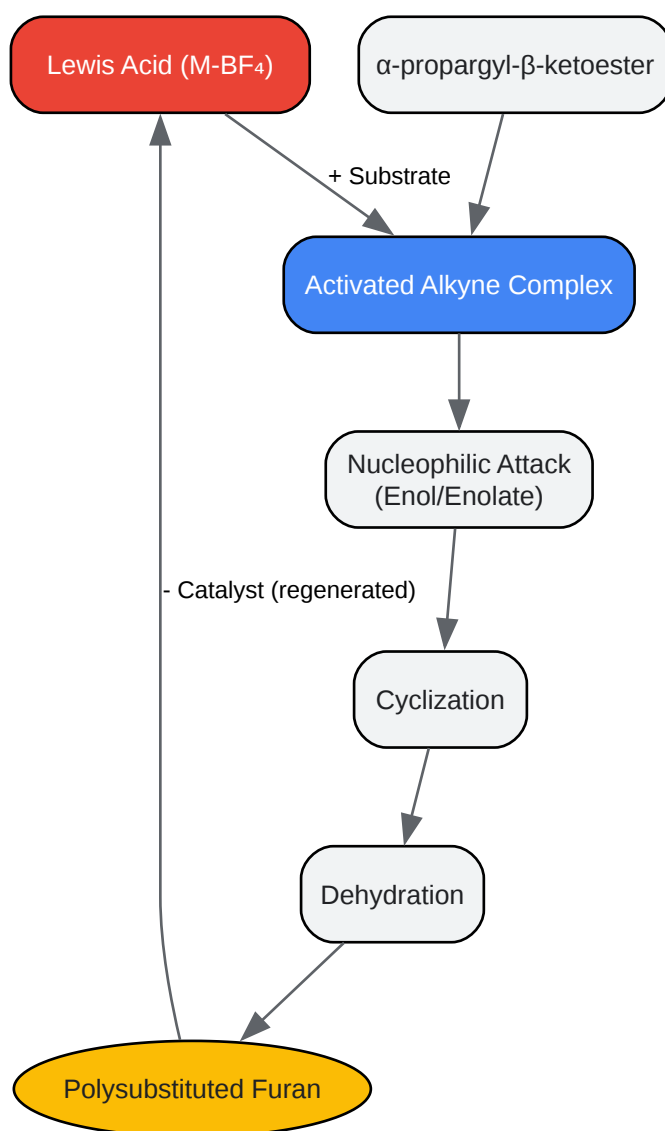 Lewis Acid (M-BF₄)
α-propargyl-β-ketoester
+ Substrate
Activated Alkyne Complex
Nucleophilic Attack
(Enol/Enolate)
- Catalyst (regenerated)
Cyclization
Dehydration
Polysubstituted Furan